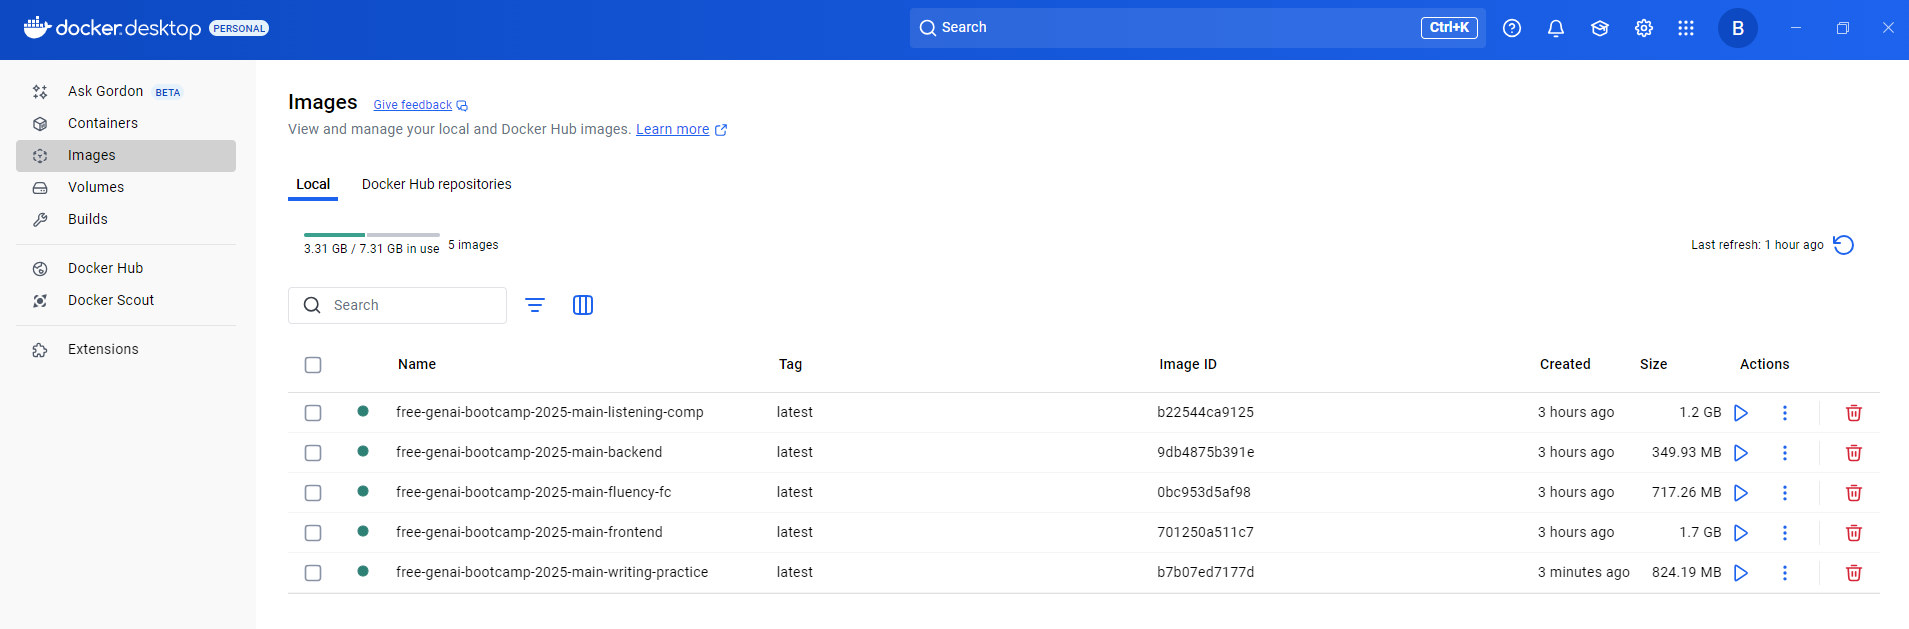 docker.desktop PERSONAL Search Ctrl+K B
Ask Gordon BETA
Containers
Images
Volumes
Builds
Docker Hub
Docker Scout
Extensions
Images Give feedback
View and manage your local and Docker Hub images. Learn more
Local Docker Hub repositories
3.31 GB / 7.31 GB in use 5 images Last refresh: 1 hour ago
Search
Name Tag Image ID Created Size Actions
free-genai-bootcamp-2025-main-listening-comp latest b22544ca9125 3 hours ago 1.2 GB
free-genai-bootcamp-2025-main-backend latest 9db4875b391e 3 hours ago 349.93 MB
free-genai-bootcamp-2025-main-fluency-fc latest 0bc953d5af98 3 hours ago 717.26 MB
free-genai-bootcamp-2025-main-frontend latest 701250a511c7 3 hours ago 1.7 GB
free-genai-bootcamp-2025-main-writing-practice latest b7b07ed7177d 3 minutes ago 824.19 MB